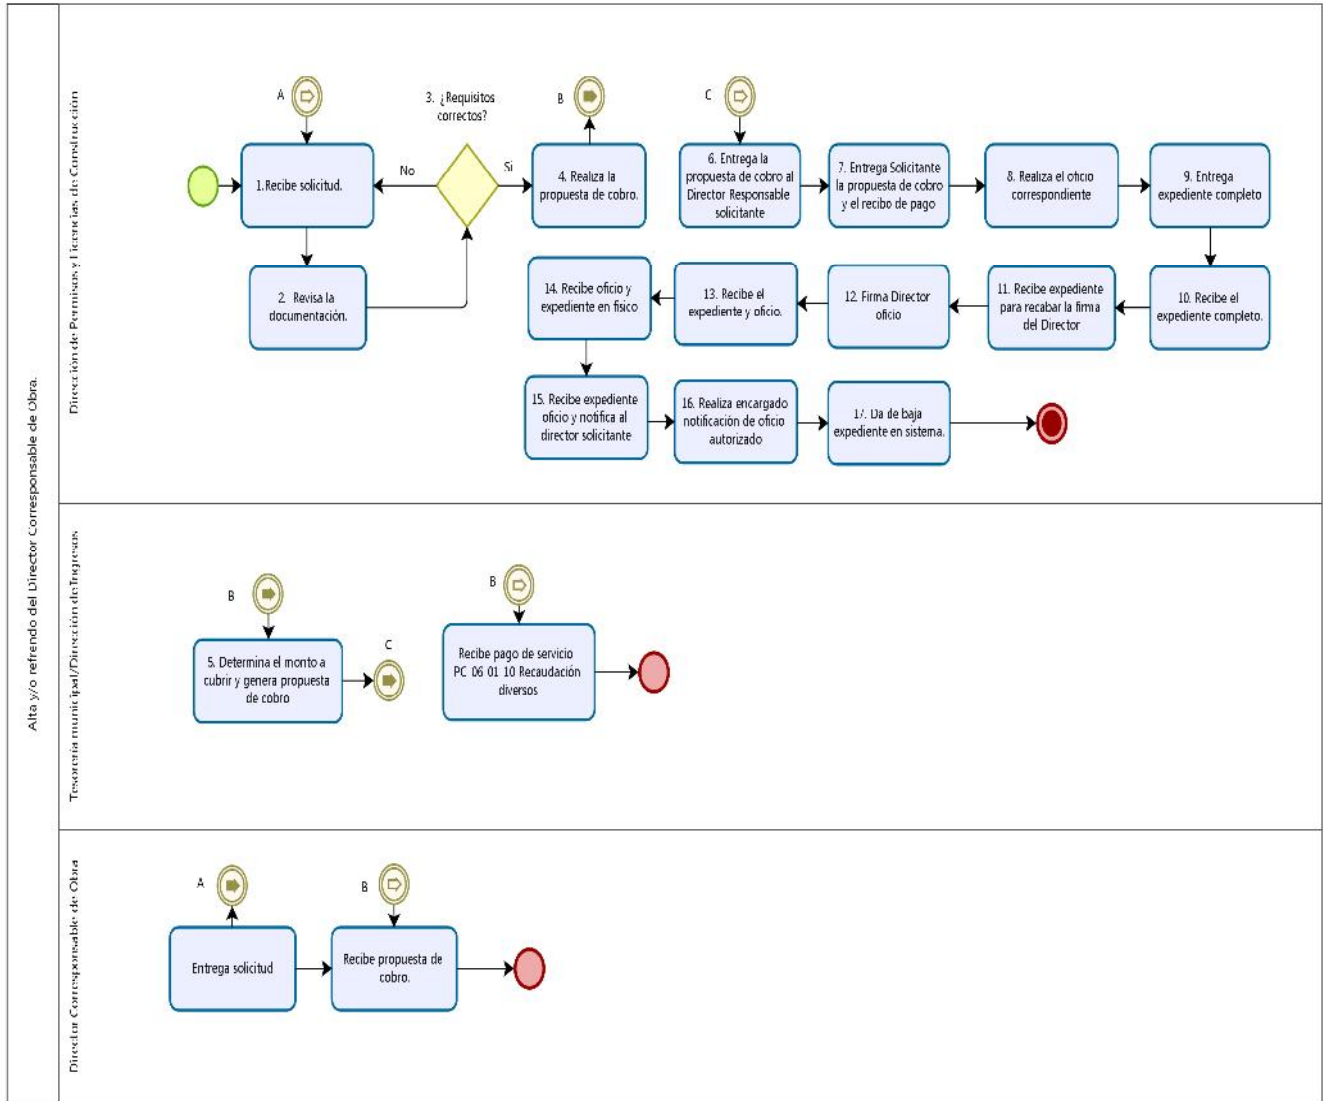 Alta y/o refrendo del Director Corresponsable de Obra.
Dirección de Permisos y Licencias de Construcción
A
3. ¿Requisitos
correctos?
B
C
1.Recibe solicitud.
No
Si
4. Realiza la
propuesta de cobro.
6. Entrega la
propuesta de cobro al
Director Responsable
solicitante
7. Entrega Solicitante
la propuesta de cobro
y el recibo de pago
8. Realiza el oficio
correspondiente
9. Entrega
expediente completo
2. Revisa la
documentación.
14. Recibe oficio y
expediente en fisico
13. Recibe el
expediente y oficio.
12. Firma Director
oficio
11. Recibe expediente
para recabar la firma
del Director
10. Recibe el
expediente completo.
15. Recibe expediente
oficio y notifica al
director solicitante
16. Realiza encargado
notificación de oficio
autorizado
17. Da de baja
expediente en sistema.
Tesorería municipal/Dirección de Ingresos
B
C
B
5. Determina el monto a
cubrir y genera propuesta
de cobro
Recibe pago de servicio
PC 06 01 10 Recaudación
diversos
Director Corresponsable de Obra
A
B
Entrega solicitud
Recibe propuesta de
cobro.